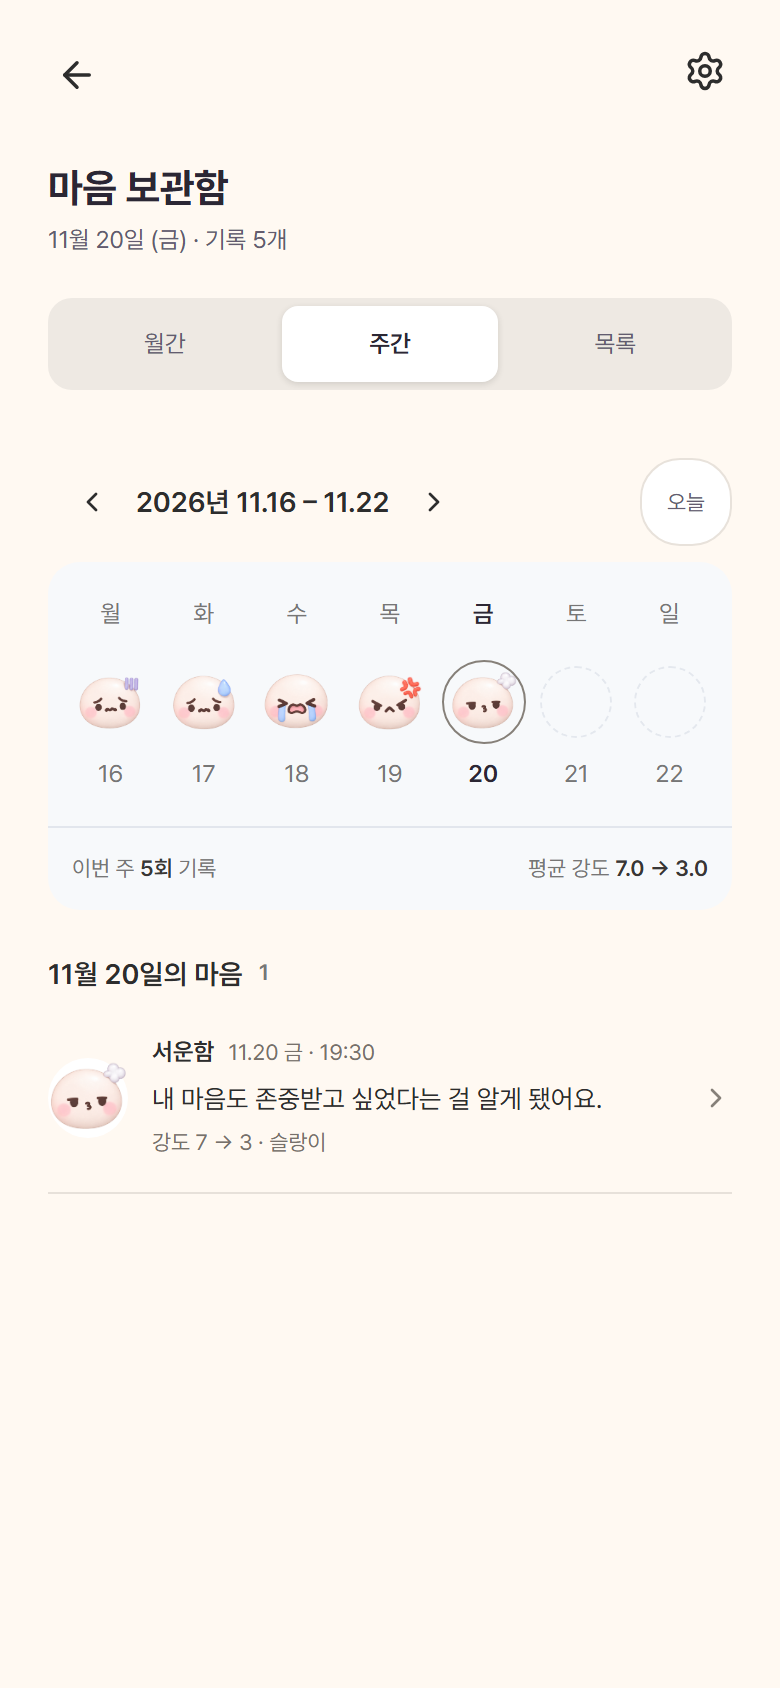 마음 보관함
11월 20일 (금) · 기록 5개
월간 주간 목록
2026년 11.16 – 11.22 오늘
월 화 수 목 금 토 일
16 17 18 19 20 21 22
이번 주 5회 기록 평균 강도 7.0 → 3.0
11월 20일의 마음 1
서운함 11.20 금 · 19:30
내 마음도 존중받고 싶었다는 걸 알게 됐어요.
강도 7 → 3 · 슬랑이